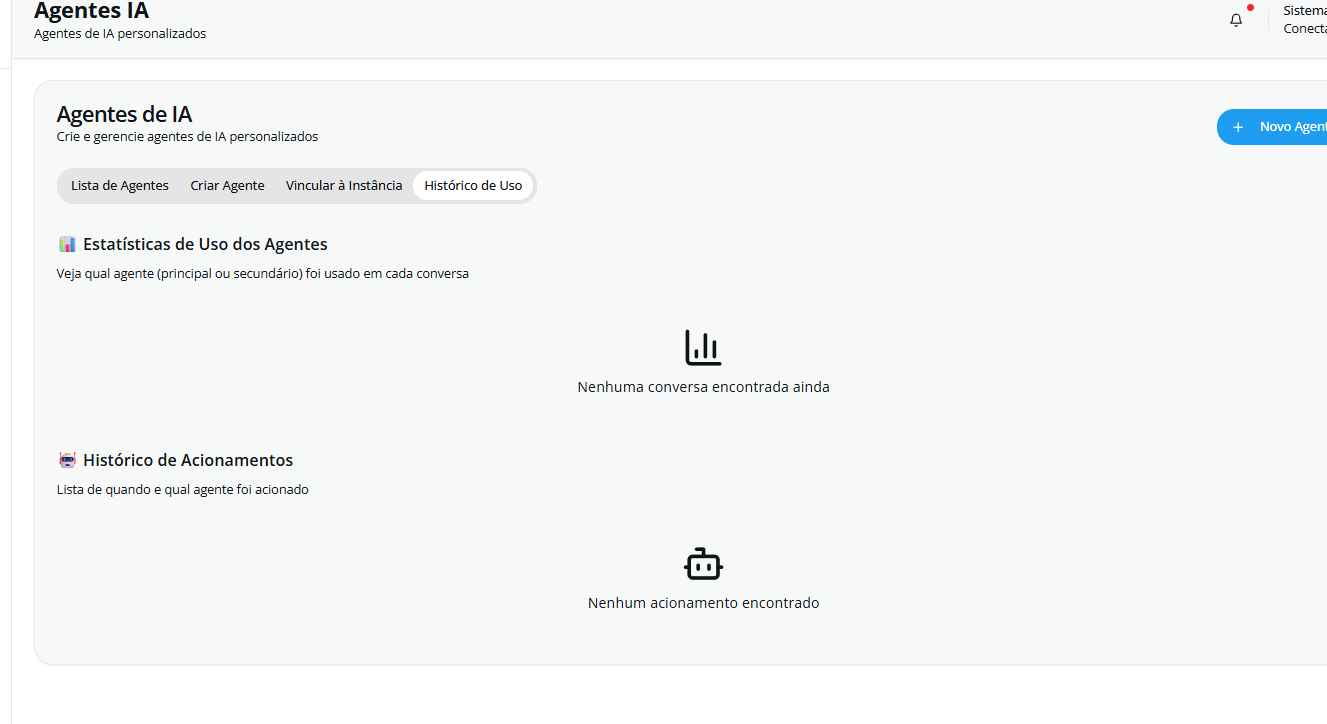 Agentes IA
Agentes de IA personalizados
Sistema
Conecta
Agentes de IA
Crie e gerencie agentes de IA personalizados
+ Novo Agent
Lista de Agentes Criar Agente Vincular à Instância Histórico de Uso
Estatísticas de Uso dos Agentes
Veja qual agente (principal ou secundário) foi usado em cada conversa
Nenhuma conversa encontrada ainda
Histórico de Acionamentos
Lista de quando e qual agente foi acionado
Nenhum acionamento encontrado